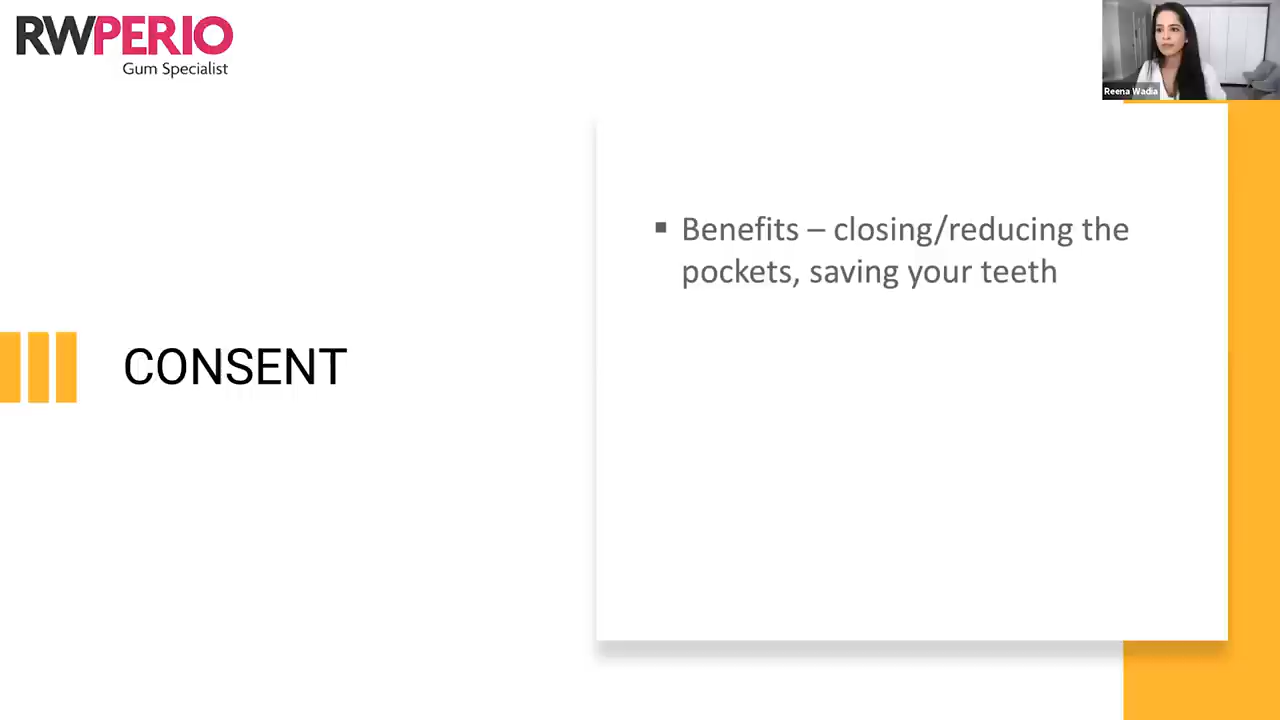 RWPERIO
Gum Specialist
Reena Wadia
▪ Benefits – closing/reducing the
pockets, saving your teeth
CONSENT